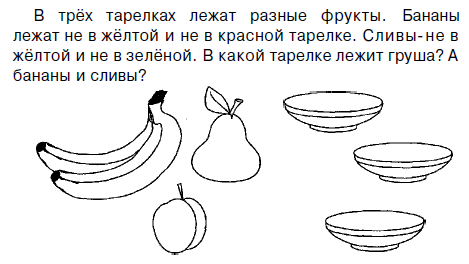 В трёх тарелках лежат разные фрукты. Бананы
лежат не в жёлтой и не в красной тарелке. Сливы-не в
жёлтой и не в зелёной. В какой тарелке лежит груша? А
бананы и сливы?